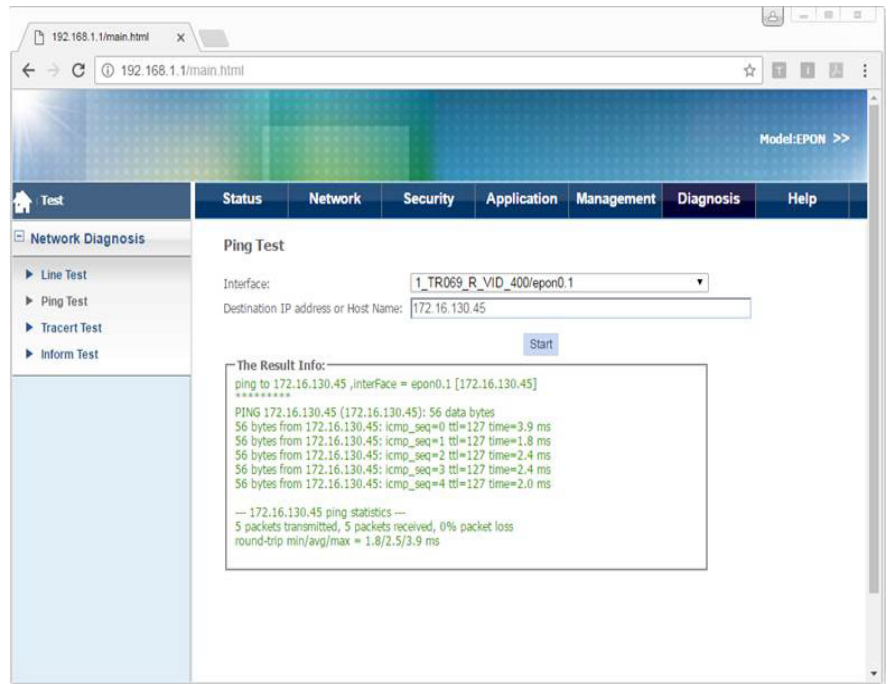 192.168.1.1/main.html x
192.168.1.1/main.html
Model:EPON >>
Test
Status Network Security Application Management Diagnosis Help
Network Diagnosis
Line Test
Ping Test
Tracert Test
Inform Test
Ping Test
Interface: 1_TR069_R_VID_400/epon0.1
Destination IP address or Host Name: 172.16.130.45
Start
The Result Info:
ping to 172.16.130.45 ,interFace = epon0.1 [172.16.130.45]
*********
PING 172.16.130.45 (172.16.130.45): 56 data bytes
56 bytes from 172.16.130.45: icmp_seq=0 ttl=127 time=3.9 ms
56 bytes from 172.16.130.45: icmp_seq=1 ttl=127 time=1.8 ms
56 bytes from 172.16.130.45: icmp_seq=2 ttl=127 time=2.4 ms
56 bytes from 172.16.130.45: icmp_seq=3 ttl=127 time=2.4 ms
56 bytes from 172.16.130.45: icmp_seq=4 ttl=127 time=2.0 ms
--- 172.16.130.45 ping statistics ---
5 packets transmitted, 5 packets received, 0% packet loss
round-trip min/avg/max = 1.8/2.5/3.9 ms